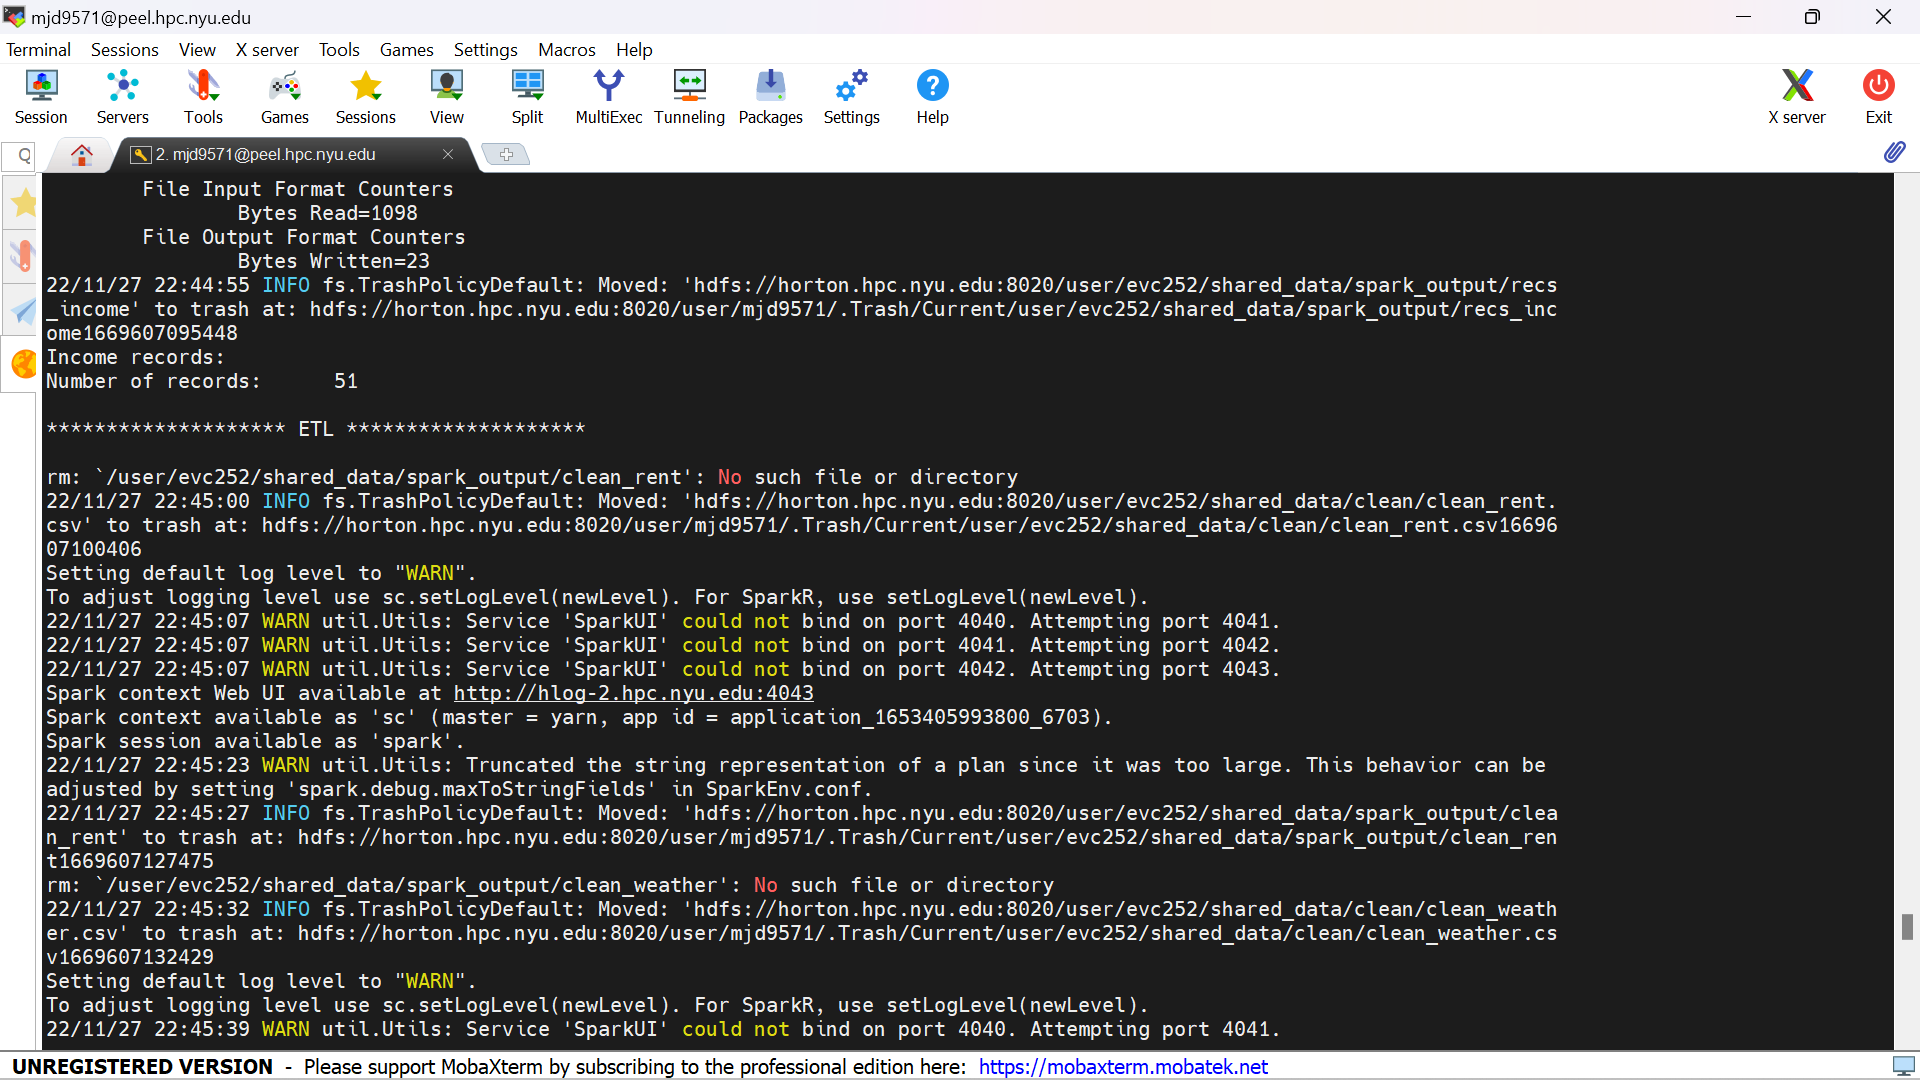 mjd9571@peel.hpc.nyu.edu
Terminal Sessions View X server Tools Games Settings Macros Help
Session Servers Tools Games Sessions View Split MultiExec Tunneling Packages Settings Help X server Exit
2. mjd9571@peel.hpc.nyu.edu
File Input Format Counters
Bytes Read=1098
File Output Format Counters
Bytes Written=23
22/11/27 22:44:55 INFO fs.TrashPolicyDefault: Moved: 'hdfs://horton.hpc.nyu.edu:8020/user/evc252/shared_data/spark_output/recs
_income' to trash at: hdfs://horton.hpc.nyu.edu:8020/user/mjd9571/.Trash/Current/user/evc252/shared_data/spark_output/recs_inc
ome1669607095448
Income records:
Number of records:      51
******************** ETL ********************
rm: `/user/evc252/shared_data/spark_output/clean_rent': No such file or directory
22/11/27 22:45:00 INFO fs.TrashPolicyDefault: Moved: 'hdfs://horton.hpc.nyu.edu:8020/user/evc252/shared_data/clean/clean_rent.
csv' to trash at: hdfs://horton.hpc.nyu.edu:8020/user/mjd9571/.Trash/Current/user/evc252/shared_data/clean/clean_rent.csv16696
07100406
Setting default log level to "WARN".
To adjust logging level use sc.setLogLevel(newLevel). For SparkR, use setLogLevel(newLevel).
22/11/27 22:45:07 WARN util.Utils: Service 'SparkUI' could not bind on port 4040. Attempting port 4041.
22/11/27 22:45:07 WARN util.Utils: Service 'SparkUI' could not bind on port 4041. Attempting port 4042.
22/11/27 22:45:07 WARN util.Utils: Service 'SparkUI' could not bind on port 4042. Attempting port 4043.
Spark context Web UI available at http://hlog-2.hpc.nyu.edu:4043
Spark context available as 'sc' (master = yarn, app id = application_1653405993800_6703).
Spark session available as 'spark'.
22/11/27 22:45:23 WARN util.Utils: Truncated the string representation of a plan since it was too large. This behavior can be
adjusted by setting 'spark.debug.maxToStringFields' in SparkEnv.conf.
22/11/27 22:45:27 INFO fs.TrashPolicyDefault: Moved: 'hdfs://horton.hpc.nyu.edu:8020/user/evc252/shared_data/spark_output/clea
n_rent' to trash at: hdfs://horton.hpc.nyu.edu:8020/user/mjd9571/.Trash/Current/user/evc252/shared_data/spark_output/clean_ren
t1669607127475
rm: `/user/evc252/shared_data/spark_output/clean_weather': No such file or directory
22/11/27 22:45:32 INFO fs.TrashPolicyDefault: Moved: 'hdfs://horton.hpc.nyu.edu:8020/user/evc252/shared_data/clean/clean_weath
er.csv' to trash at: hdfs://horton.hpc.nyu.edu:8020/user/mjd9571/.Trash/Current/user/evc252/shared_data/clean/clean_weather.cs
v1669607132429
Setting default log level to "WARN".
To adjust logging level use sc.setLogLevel(newLevel). For SparkR, use setLogLevel(newLevel).
22/11/27 22:45:39 WARN util.Utils: Service 'SparkUI' could not bind on port 4040. Attempting port 4041.
UNREGISTERED VERSION - Please support MobaXterm by subscribing to the professional edition here: https://mobaxterm.mobatek.net